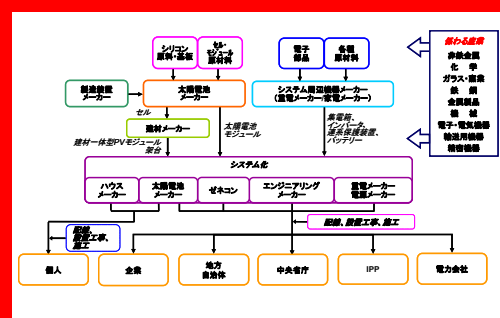 シリコン
原料・基板
セル・
モジュール
原材料
電子
部品
各種
原材料
係わる産業
非鉄金属
化　学
ガラス・産業
鉄　鋼
金属製品
機　械
電子・電気機器
輸送用機器
精密機器
製造装置
メーカー
太陽電池
メーカー
システム周辺機器メーカー
（重電メーカー/家電メーカー）
セル
建材メーカー
太陽電池
モジュール
集電箱、
インバータ、
連系保護装置、
バッテリー
建材一体型PVモジュール
架台
システム化
ハウス
メーカー
太陽電池
メーカー
ゼネコン
エンジニアリング
メーカー
重電メーカー
電源メーカー
配線、設置工事、施工
配線、
設置工事、
施工
個人
企業
地方
自治体
中央省庁
IPP
電力会社